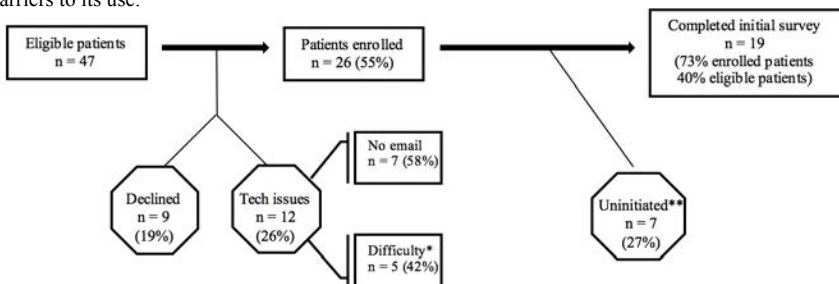 arriers to its use.
Eligible patients
n = 47
Patients enrolled
n = 26 (55%)
Completed initial survey
n = 19
(73% enrolled patients
40% eligible patients)
No email
n = 7 (58%)
Declined
n = 9
(19%)
Tech issues
n = 12
(26%)
Difficulty*
n = 5 (42%)
Uninitiated**
n = 7
(27%)